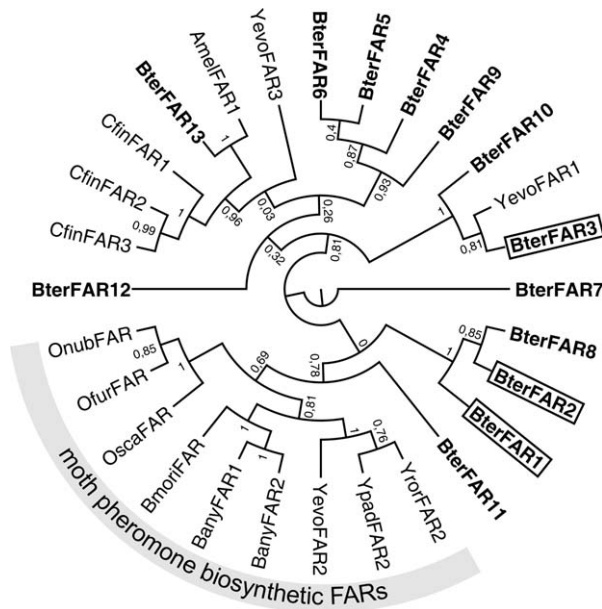 BterFAR6
BterFAR5
BterFAR4
BterFAR9
BterFAR10
YevoFAR1
BterFAR3
BterFAR7
BterFAR8
BterFAR2
BterFAR1
BterFAR11
YrorFAR2
YpadFAR2
YevoFAR2
BanyFAR2
BanyFAR1
BmoriFAR
OscaFAR
OfurFAR
OnubFAR
BterFAR12
CfinFAR3
CfinFAR2
CfinFAR1
BterFAR13
AmelFAR1
YevoFAR3
0,4
0,87
0,93
0,26
0,03
0,96
1
1
0,99
0,32
0,81
1
0,81
0
1
0,85
0,78
0,69
0,81
1
0,76
1
1
1
0,85
moth pheromone biosynthetic FARs